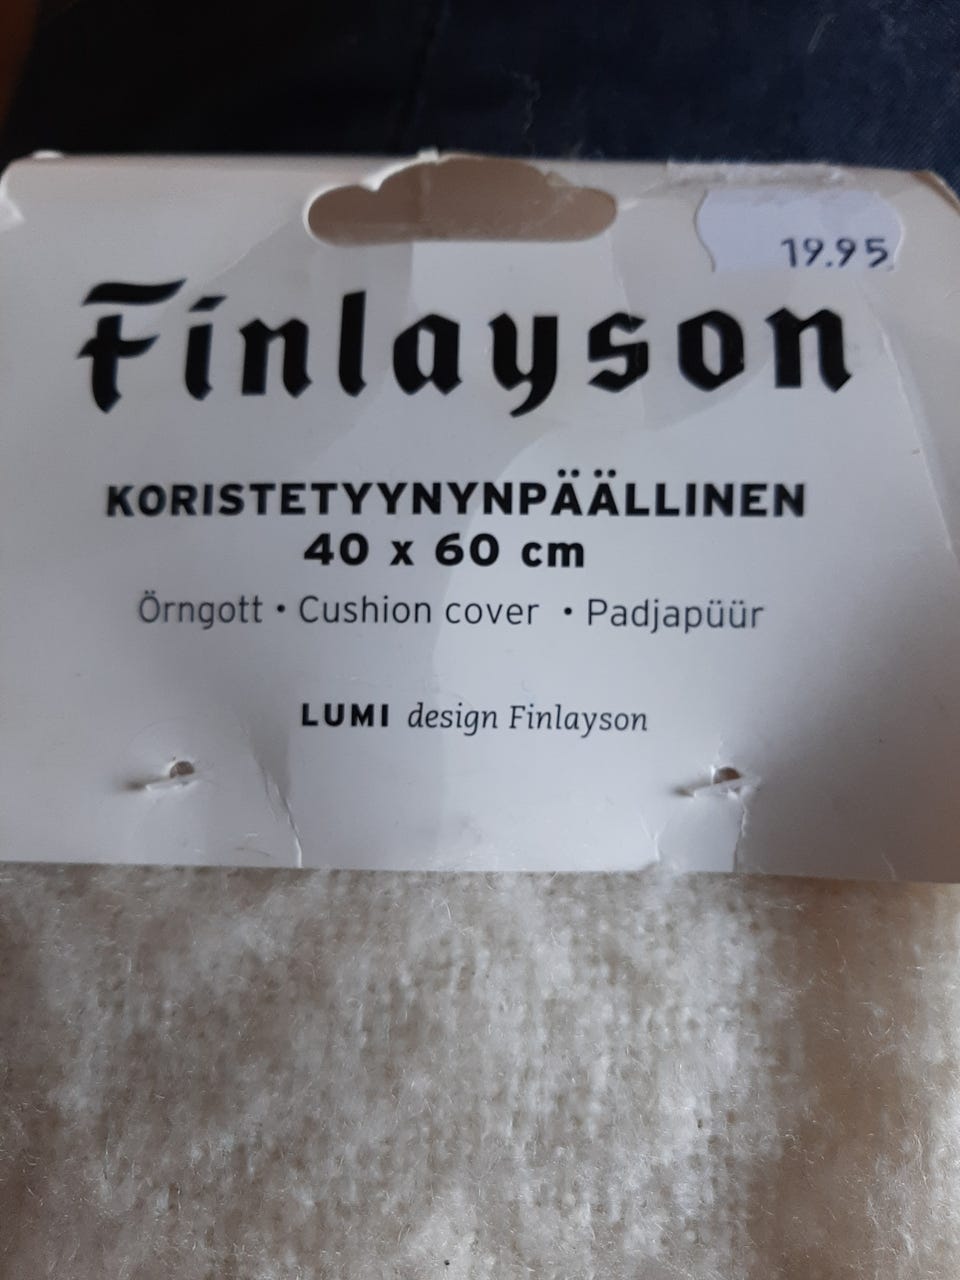 19.95
Finlayson
KORISTETYYNYNPÄÄLLINEN
40 x 60 cm
Örngott • Cushion cover • Padjapüür
LUMI design Finlayson